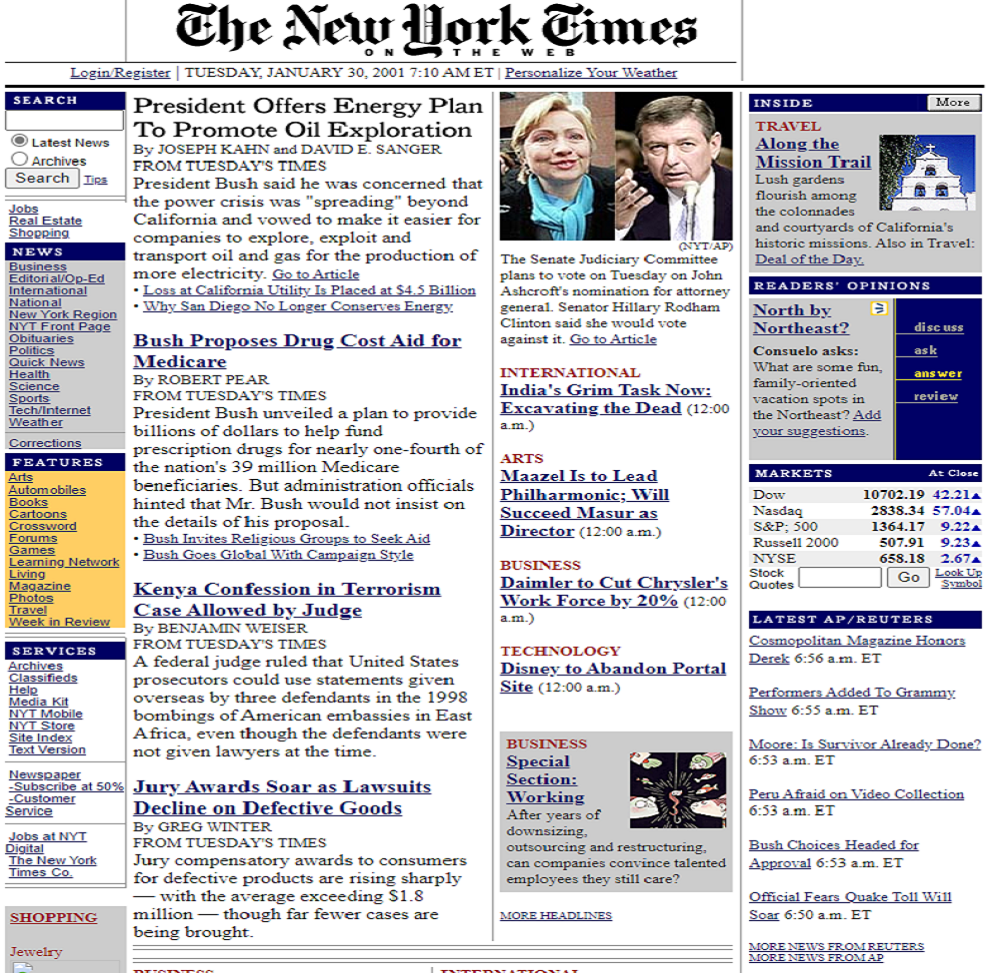 The New York Times
ON THE WEB
Login/Register | TUESDAY, JANUARY 30, 2001 7:10 AM ET | Personalize Your Weather
SEARCH
Latest News
Archives
Search Tips
Jobs
Real Estate
Shopping
NEWS
Business
Editorial/Op-Ed
International
National
New York Region
NYT Front Page
Obituaries
Politics
Quick News
Health
Science
Sports
Tech/Internet
Weather
Corrections
FEATURES
Arts
Automobiles
Books
Cartoons
Crossword
Forums
Games
Learning Network
Living
Magazine
Photos
Travel
Week in Review
SERVICES
Archives
Classifieds
Help
Media Kit
NYT Mobile
NYT Store
Site Index
Text Version
Newspaper
-Subscribe at 50%
-Customer
Service
Jobs at NYT
Digital
The New York
Times Co.
SHOPPING
Jewelry
President Offers Energy Plan
To Promote Oil Exploration
By JOSEPH KAHN and DAVID E. SANGER
FROM TUESDAY'S TIMES
President Bush said he was concerned that
the power crisis was "spreading" beyond
California and vowed to make it easier for
companies to explore, exploit and
transport oil and gas for the production of
more electricity. Go to Article
• Loss at California Utility Is Placed at $4.5 Billion
• Why San Diego No Longer Conserves Energy
Bush Proposes Drug Cost Aid for
Medicare
By ROBERT PEAR
FROM TUESDAY'S TIMES
President Bush unveiled a plan to provide
billions of dollars to help fund
prescription drugs for nearly one-fourth of
the nation's 39 million Medicare
beneficiaries. But administration officials
hinted that Mr. Bush would not insist on
the details of his proposal.
• Bush Invites Religious Groups to Seek Aid
• Bush Goes Global With Campaign Style
Kenya Confession in Terrorism
Case Allowed by Judge
By BENJAMIN WEISER
FROM TUESDAY'S TIMES
A federal judge ruled that United States
prosecutors could use statements given
overseas by three defendants in the 1998
bombings of American embassies in East
Africa, even though the defendants were
not given lawyers at the time.
Jury Awards Soar as Lawsuits
Decline on Defective Goods
By GREG WINTER
FROM TUESDAY'S TIMES
Jury compensatory awards to consumers
for defective products are rising sharply
— with the average exceeding $1.8
million — though far fewer cases are
being brought.
BUSINESS
INTERNATIONAL
(NYT/AP)
The Senate Judiciary Committee
plans to vote on Tuesday on John
Ashcroft's nomination for attorney
general. Senator Hillary Rodham
Clinton said she would vote
against it. Go to Article
INTERNATIONAL
India's Grim Task Now:
Excavating the Dead (12:00
a.m.)
ARTS
Maazel Is to Lead
Philharmonic; Will
Succeed Masur as
Director (12:00 a.m.)
BUSINESS
Daimler to Cut Chrysler's
Work Force by 20% (12:00
a.m.)
TECHNOLOGY
Disney to Abandon Portal
Site (12:00 a.m.)
BUSINESS
Special
Section:
Working
After years of
downsizing,
outsourcing and restructuring,
can companies convince talented
employees they still care?
MORE HEADLINES
INSIDE More
TRAVEL
Along the
Mission Trail
Lush gardens
flourish among
the colonnades
and courtyards of California's
historic missions. Also in Travel:
Deal of the Day.
READERS' OPINIONS
North by
Northeast?
Consuelo asks:
What are some fun,
family-oriented
vacation spots in
the Northeast? Add
your suggestions.
discuss
ask
answer
review
MARKETS At Close
Dow 10702.19 42.21▲
Nasdaq 2838.34 57.04▲
S&P; 500 1364.17 9.22▲
Russell 2000 507.91 9.23▲
NYSE 658.18 2.67▲
Stock
Quotes Go Look Up
Symbol
LATEST AP/REUTERS
Cosmopolitan Magazine Honors
Derek 6:56 a.m. ET
Performers Added To Grammy
Show 6:55 a.m. ET
Moore: Is Survivor Already Done?
6:53 a.m. ET
Peru Afraid on Video Collection
6:53 a.m. ET
Bush Choices Headed for
Approval 6:53 a.m. ET
Official Fears Quake Toll Will
Soar 6:50 a.m. ET
MORE NEWS FROM REUTERS
MORE NEWS FROM AP